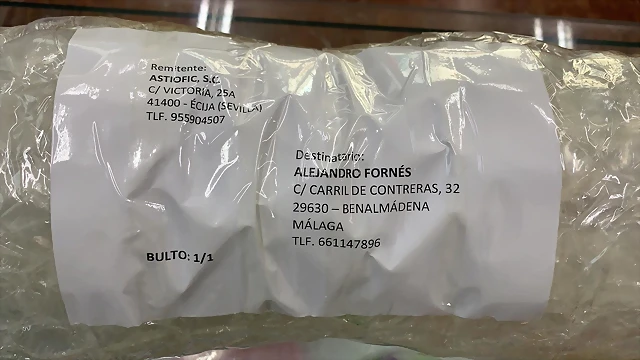 Remitente:
ASTIOFIC, S.C.
C/ VICTORIA, 25A
41400 - ÉCIJA (SEVILLA)
TLF. 955904507
Destinatario:
ALEJANDRO FORNÉS
C/ CARRIL DE CONTRERAS, 32
29630 – BENALMÁDENA
MÁLAGA
TLF. 661147896
BULTO: 1/1